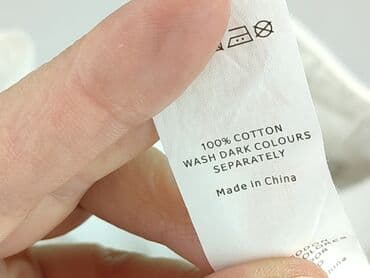 100% COTTON
WASH DARK COLOURS
SEPARATELY
Made in China